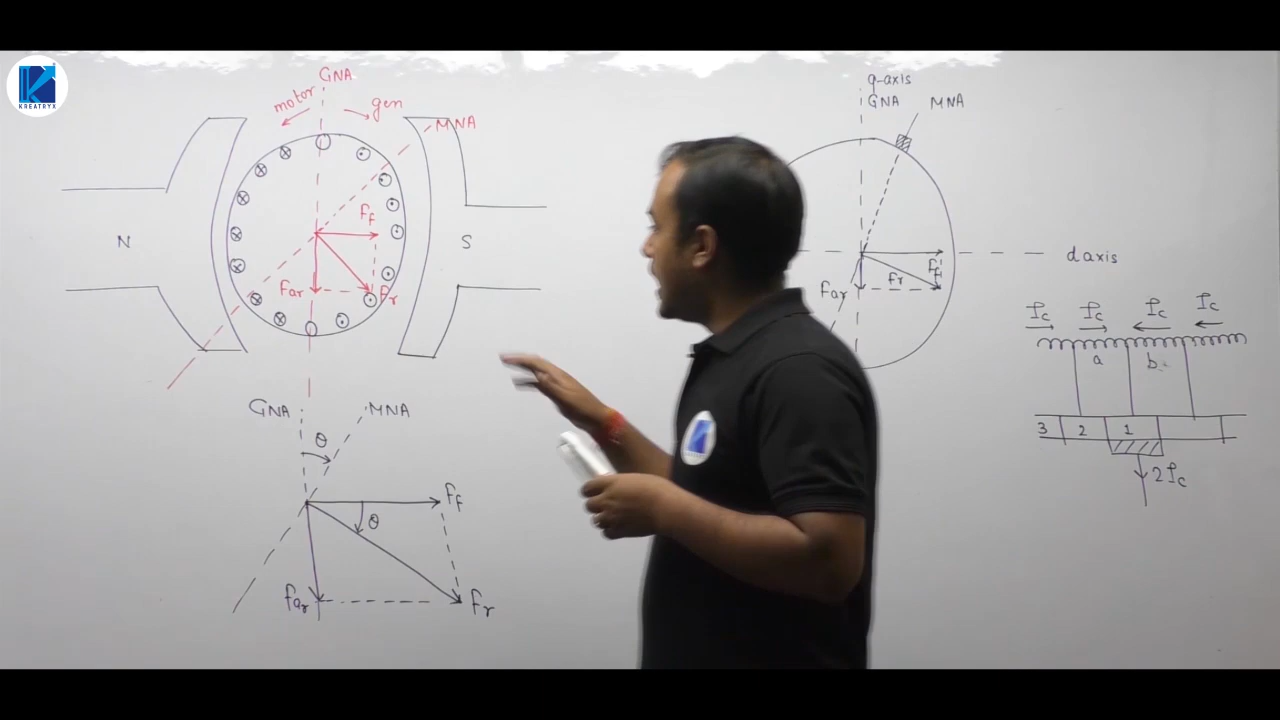 KREATRYX
GNA
motor
gen
MNA
N
S
Ff
Far
Fr
GNA
MNA
θ
Ff
θ
Far
Fr
q-axis
GNA
MNA
d axis
Far
Fr
Ff
Ic
Ic
Ic
Ic
a
b
3
2
1
2Ic